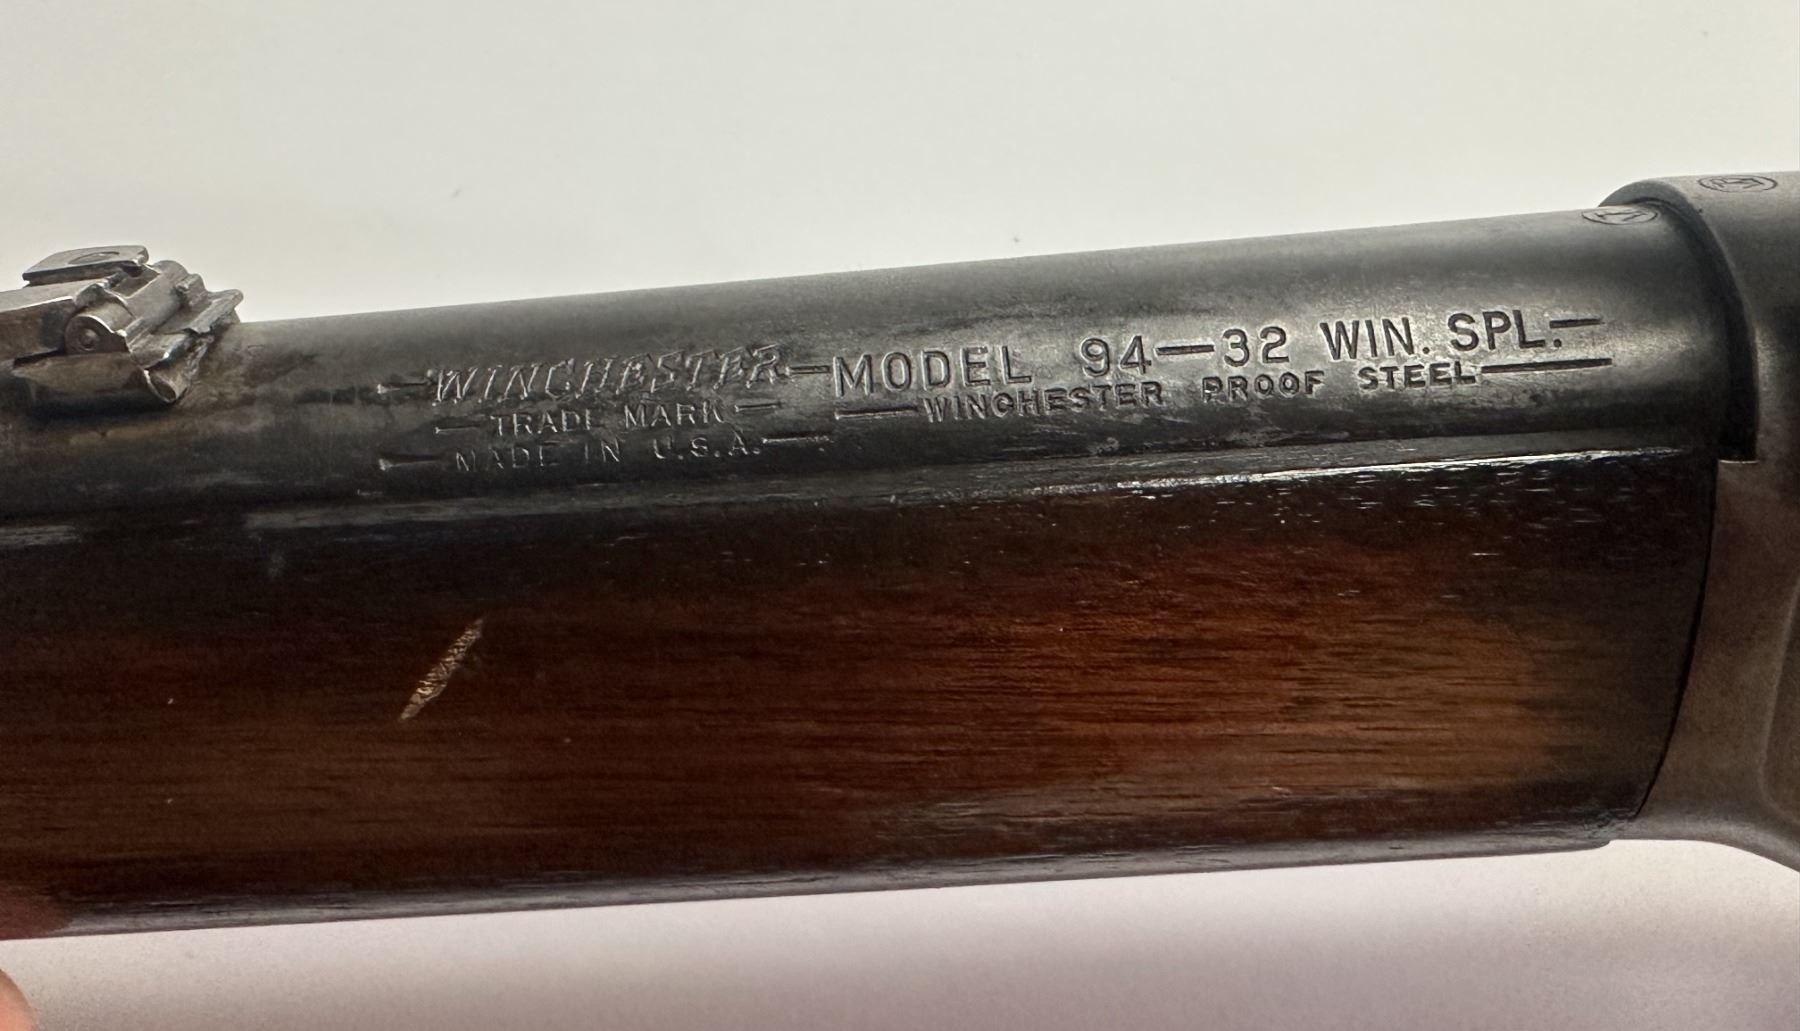 WINCHESTER—MODEL 94—32 WIN. SPL.—
—TRADE MARK— —WINCHESTER PROOF STEEL—
—MADE IN U.S.A.—